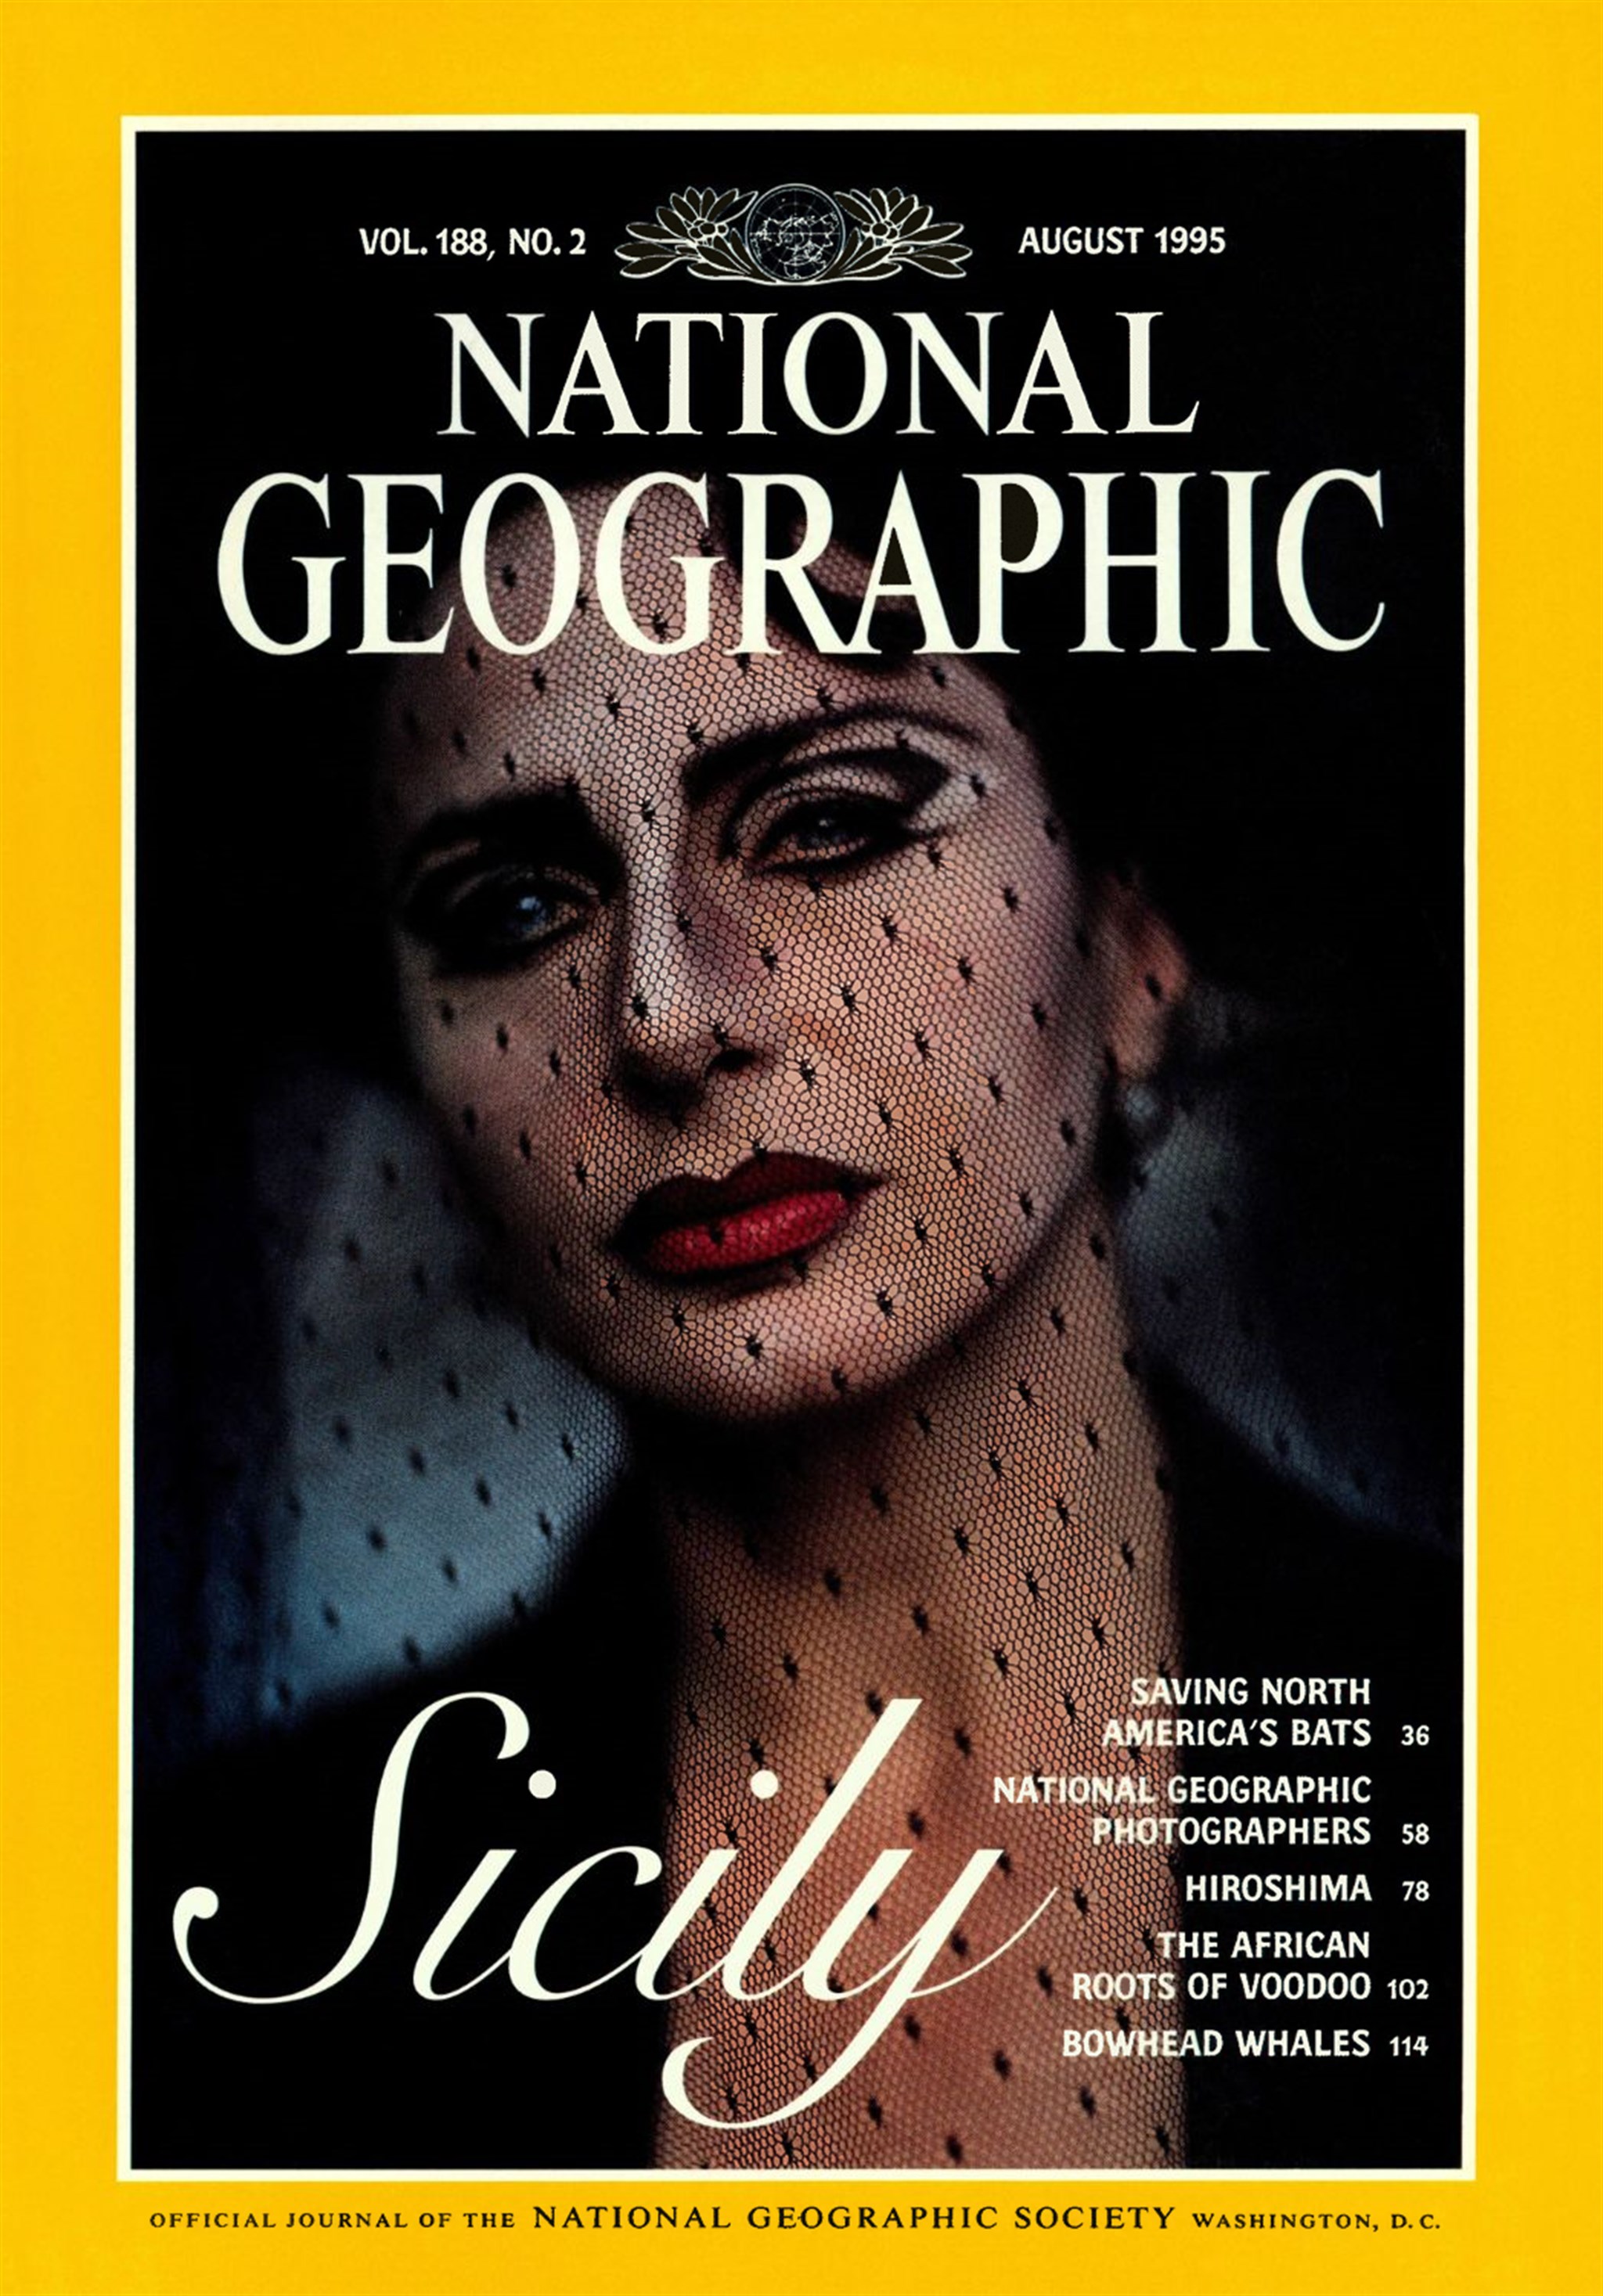 VOL. 188, NO. 2
AUGUST 1995
NATIONAL
GEOGRAPHIC
Sicily
SAVING NORTH
AMERICA'S BATS 36
NATIONAL GEOGRAPHIC
PHOTOGRAPHERS 58
HIROSHIMA 78
THE AFRICAN
ROOTS OF VOODOO 102
BOWHEAD WHALES 114
OFFICIAL JOURNAL OF THE NATIONAL GEOGRAPHIC SOCIETY WASHINGTON, D.C.